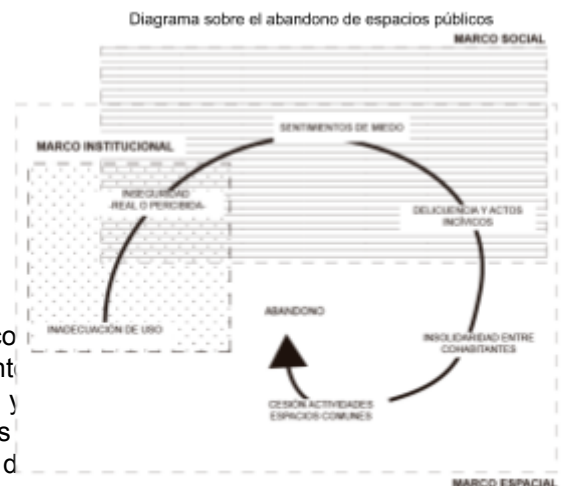 Diagrama sobre el abandono de espacios públicos
MARCO SOCIAL
SENTIMIENTOS DE MIEDO
MARCO INSTITUCIONAL
INSEGURIDAD
-REAL O PERCIBIDA-
DELICUENCIA Y ACTOS
INCÍVICOS
ABANDONO
INADECUACIÓN DE USO
INSOLIDARIDAD ENTRE
COHABITANTES
CESIÓN ACTIVIDADES
ESPACIOS COMUNES
y
MARCO ESPACIAL